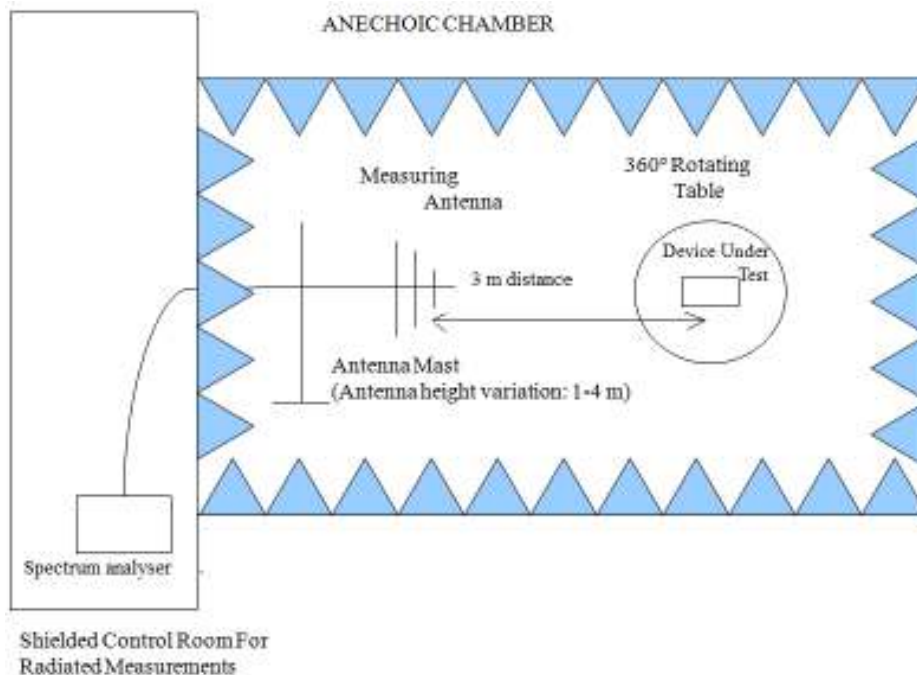 ANECHOIC CHAMBER
Measuring
Antenna
360° Rotating
Table
Device Under
Test
3 m distance
Antenna Mast
(Antenna height variation: 1-4 m)
Spectrum analyser
Shielded Control Room For
Radiated Measurements